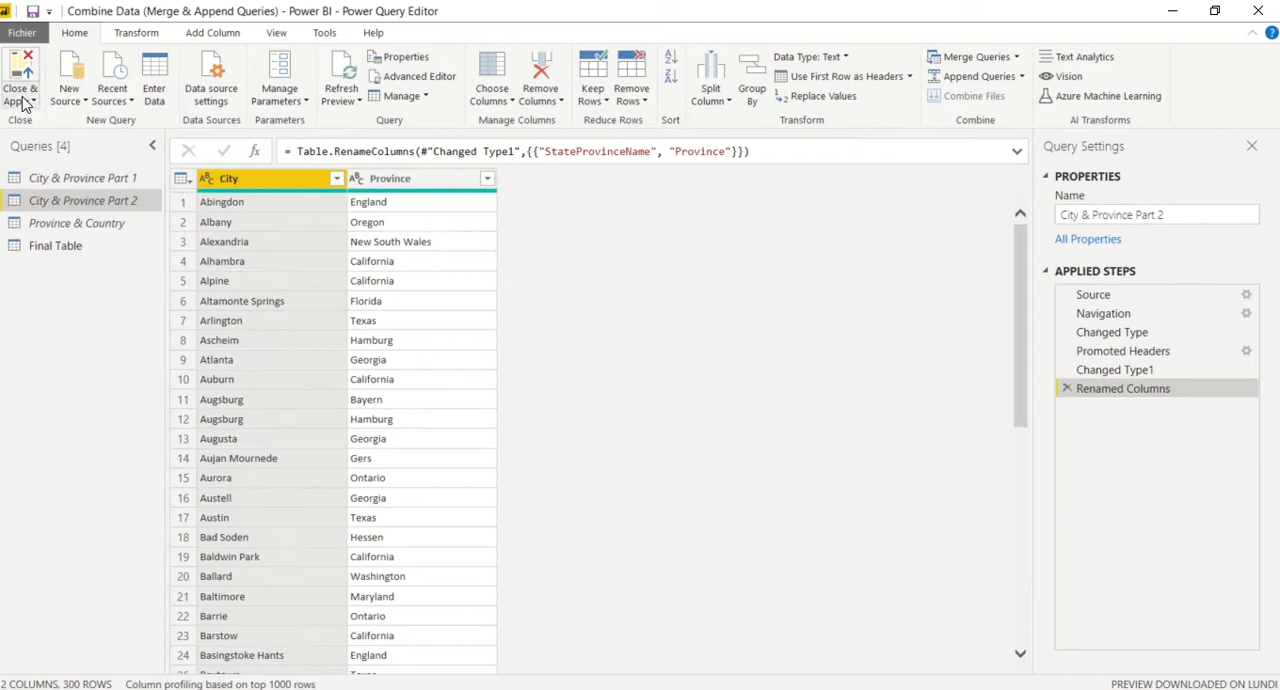 Combine Data (Merge & Append Queries) - Power BI - Power Query Editor
Fichier Home Transform Add Column View Tools Help
Close & Apply
Close
New Source Recent Sources Enter Data
New Query
Data source settings
Data Sources
Manage Parameters
Parameters
Refresh Preview
Properties
Advanced Editor
Manage
Query
Choose Columns Remove Columns
Manage Columns
Keep Rows Remove Rows
Reduce Rows
Sort
Split Column Group By
Data Type: Text
Use First Row as Headers
Replace Values
Transform
Merge Queries
Append Queries
Combine Files
Combine
Text Analytics
Vision
Azure Machine Learning
AI Transforms
Queries [4]
City & Province Part 1
City & Province Part 2
Province & Country
Final Table
fx = Table.RenameColumns(#"Changed Type1",{{"StateProvinceName", "Province"}})
City Province
1 Abingdon England
2 Albany Oregon
3 Alexandria New South Wales
4 Alhambra California
5 Alpine California
6 Altamonte Springs Florida
7 Arlington Texas
8 Ascheim Hamburg
9 Atlanta Georgia
10 Auburn California
11 Augsburg Bayern
12 Augsburg Hamburg
13 Augusta Georgia
14 Aujan Mournede Gers
15 Aurora Ontario
16 Austell Georgia
17 Austin Texas
18 Bad Soden Hessen
19 Baldwin Park California
20 Ballard Washington
21 Baltimore Maryland
22 Barrie Ontario
23 Barstow California
24 Basingstoke Hants England
Query Settings
PROPERTIES
Name
City & Province Part 2
All Properties
APPLIED STEPS
Source
Navigation
Changed Type
Promoted Headers
Changed Type1
Renamed Columns
2 COLUMNS, 300 ROWS Column profiling based on top 1000 rows
PREVIEW DOWNLOADED ON LUNDI